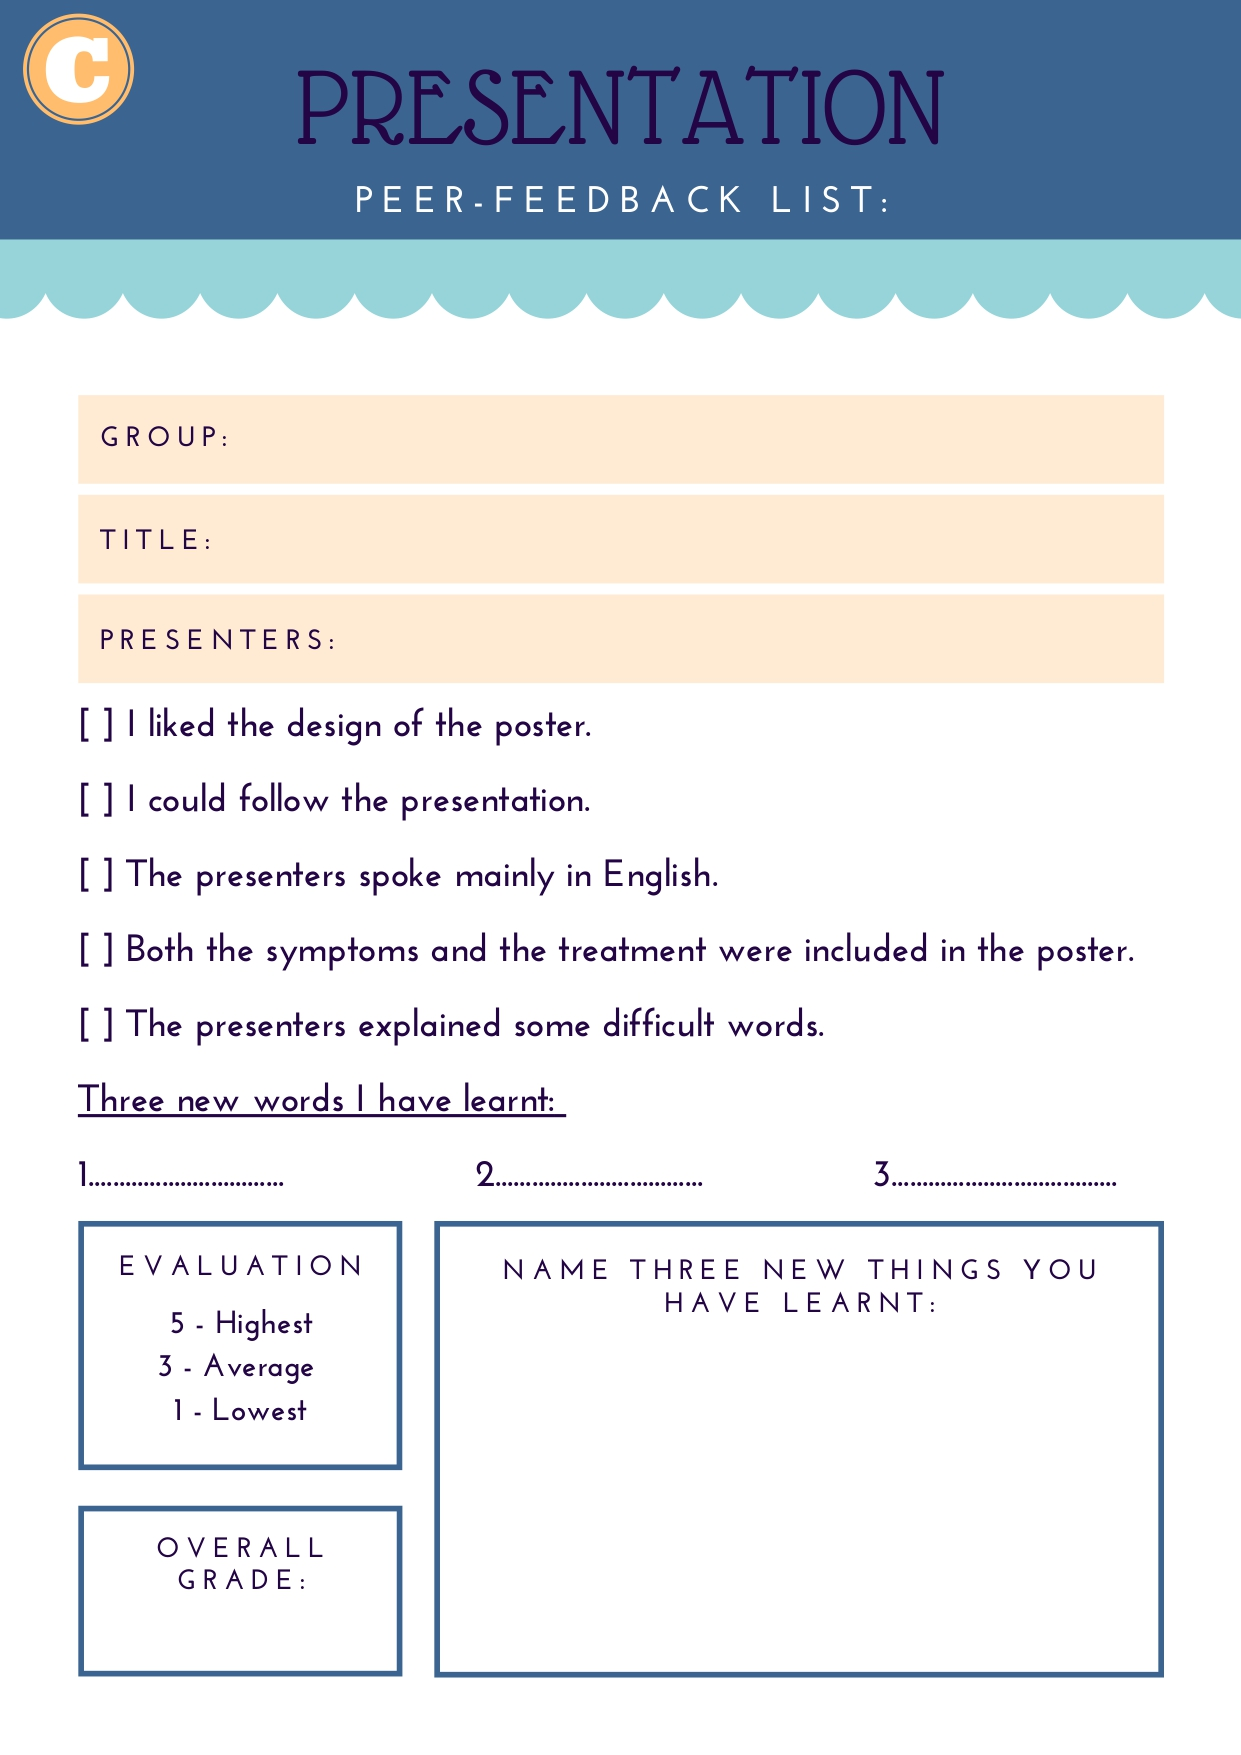 C
PRESENTATION
PEER-FEEDBACK LIST:
GROUP:
TITLE:
PRESENTERS:
[ ] I liked the design of the poster.
[ ] I could follow the presentation.
[ ] The presenters spoke mainly in English.
[ ] Both the symptoms and the treatment were included in the poster.
[ ] The presenters explained some difficult words.
Three new words I have learnt:
1.................................. 2.................................... 3.......................................
EVALUATION
5 - Highest
3 - Average
1 - Lowest
OVERALL
GRADE:
NAME THREE NEW THINGS YOU
HAVE LEARNT: